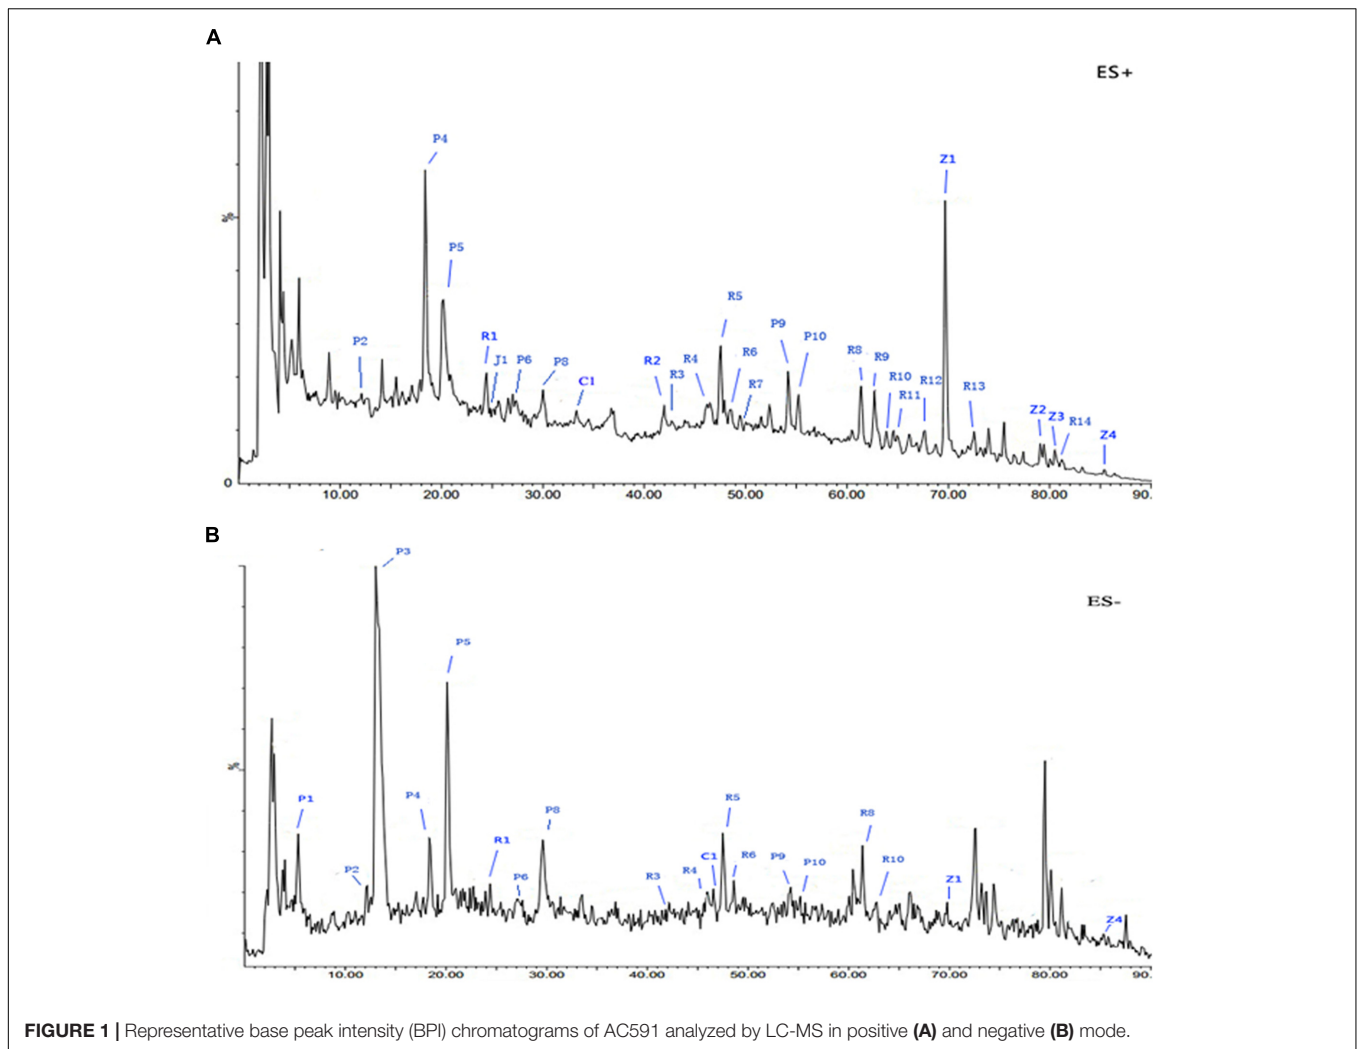 A
ES+
P4
Z1
P5
R5
P9
P10
R1
P2
J1
P6
P8
C1
R2
R3
R4
R6
R7
R8
R9
R10
R11
R12
R13
Z2
Z3
R14
Z4
%
0
10.00 20.00 30.00 40.00 50.00 60.00 70.00 80.00 90.
B
P3
ES-
P5
%
P1
P4
P8
R5
R8
P2
R1
P6
R3
R4
C1
R6
P9
P10
R10
Z1
Z4
10.00 20.00 30.00 40.00 50.00 60.00 70.00 80.00 90.
FIGURE 1 | Representative base peak intensity (BPI) chromatograms of AC591 analyzed by LC-MS in positive (A) and negative (B) mode.